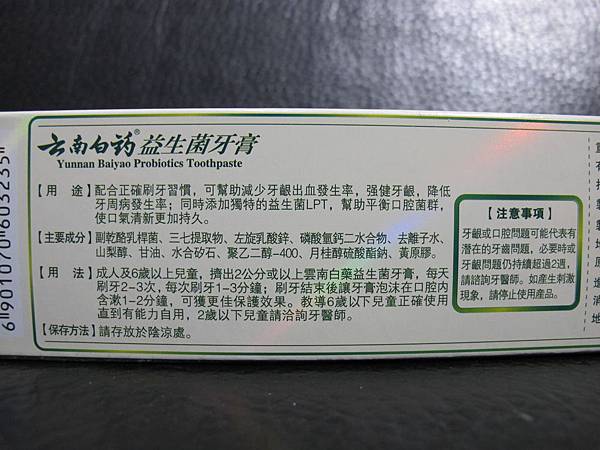 云南白药® 益生菌牙膏
Yunnan Baiyao Probiotics Toothpaste
【用 途】配合正確刷牙習慣，可幫助減少牙齦出血發生率，强健牙齦，降低
牙周病發生率；同時添加獨特的益生菌LPT，幫助平衡口腔菌群，
使口氣清新更加持久。
【主要成分】副乾酪乳桿菌、三七提取物、左旋乳酸鋅、磷酸氫鈣二水合物、去離子水、
山梨醇、甘油、水合矽石、聚乙二醇-400、月桂醇硫酸酯鈉、黃原膠。
【用 法】成人及6歲以上兒童，擠出2公分或以上雲南白藥益生菌牙膏，每天
刷牙2-3次，每次刷牙1-3分鐘；刷牙結束後讓牙膏泡沫在口腔内
含漱1-2分鐘，可獲更佳保護效果。教導6歲以下兒童正確使用
直到有能力自用，2歲以下兒童請洽詢牙醫師。
【保存方法】請存放於陰涼處。
【注意事項】
牙齦或口腔問題可能代表有
潛在的牙齒問題，必要時或
牙齦問題仍持續超過2週，
請諮詢牙醫師。如產生刺激
現象，請停止使用產品。
6 901070 603235